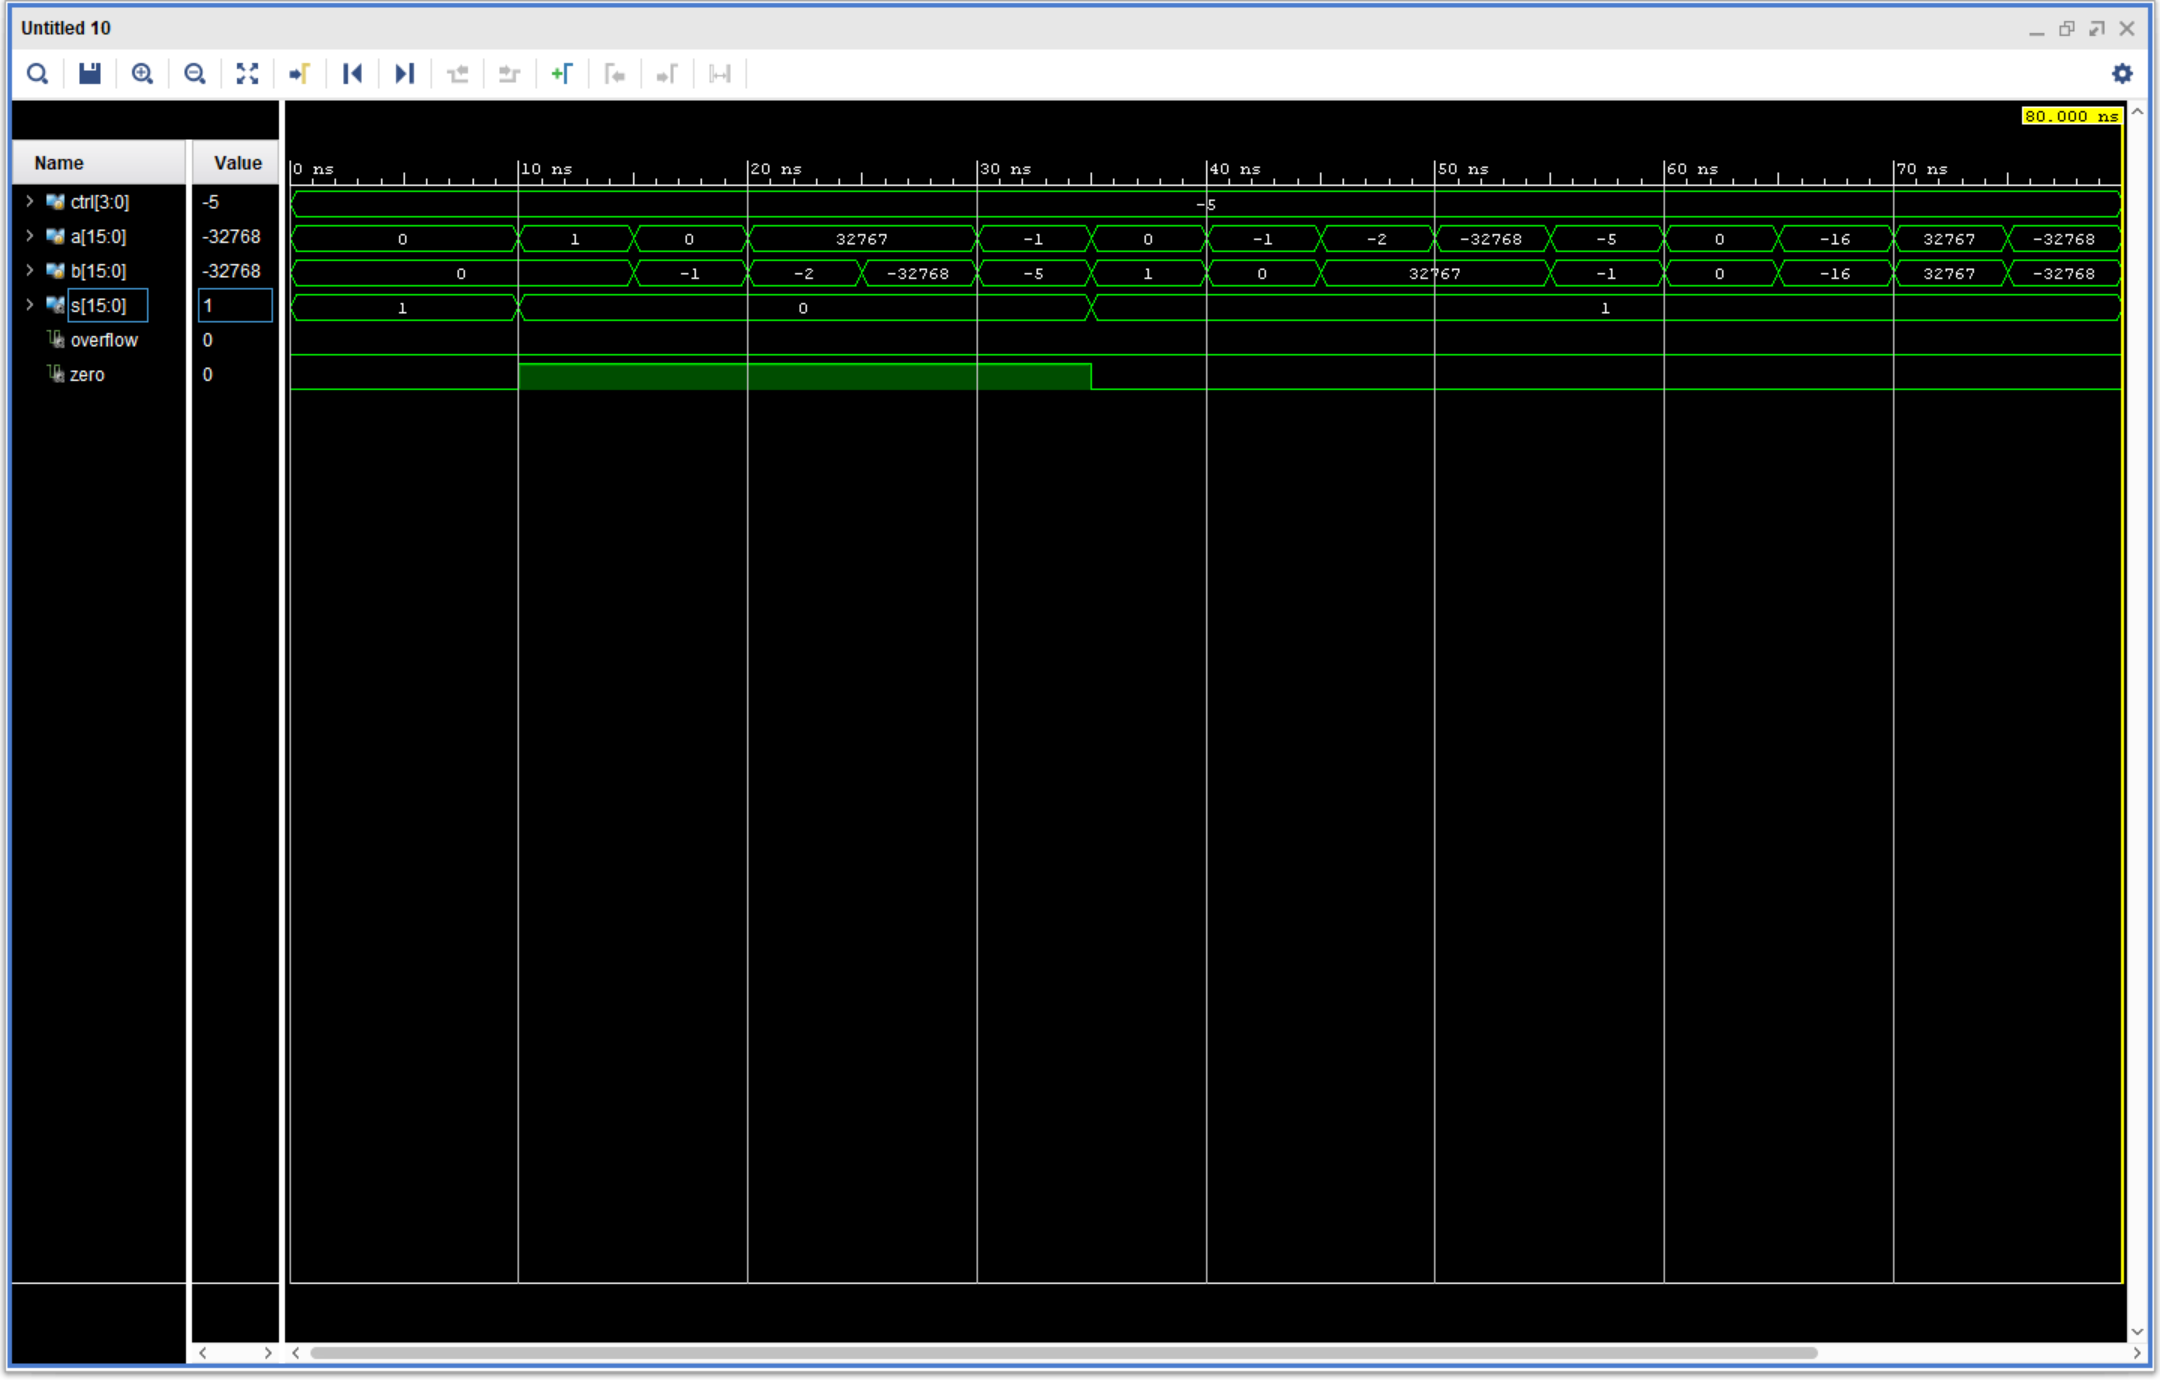 Untitled 10
80.000 ns
Name Value
0 ns 10 ns 20 ns 30 ns 40 ns 50 ns 60 ns 70 ns
ctrl[3:0] -5 -5
a[15:0] -32768 0 1 0 32767 -1 0 -1 -2 -32768 -5 0 -16 32767 -32768
b[15:0] -32768 0 -1 -2 -32768 -5 1 0 32767 -1 0 -16 32767 -32768
s[15:0] 1 1 0 1
overflow 0
zero 0